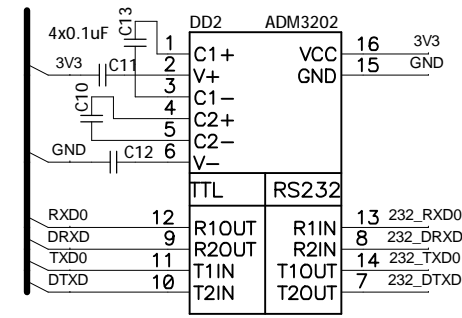 C13 DD2 ADM3202
4x0.1uF
1 C1+ VCC 16 3V3
3V3 C11 2 V+ GND 15 GND
3 C1-
C10 4 C2+
5 C2-
GND C12 6 V-
TTL RS232
RXD0 12 R1OUT R1IN 13 232_RXD0
DRXD 9 R2OUT R2IN 8 232_DRXD
TXD0 11 T1IN T1OUT 14 232_TXD0
DTXD 10 T2IN T2OUT 7 232_DTXD